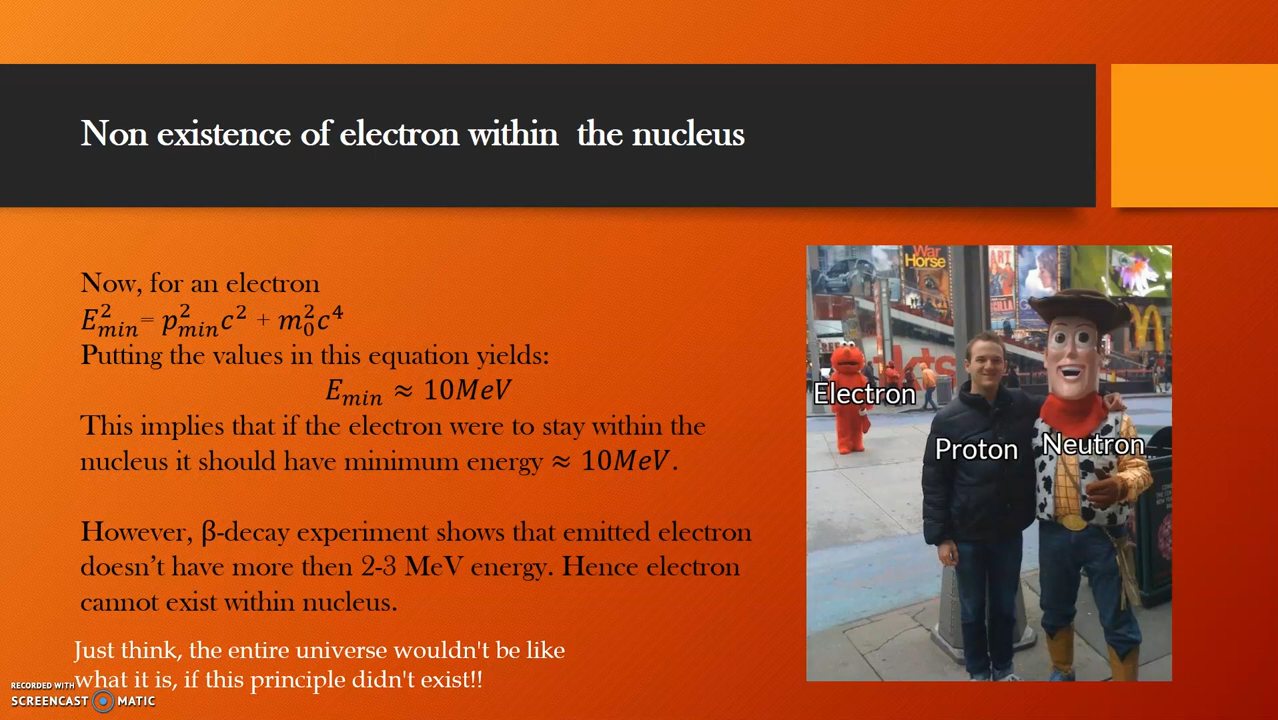 Non existence of electron within the nucleus
Now, for an electron
E²ₘᵢₙ= p²ₘᵢₙc² + m₀²c⁴
Putting the values in this equation yields:
Eₘᵢₙ ≈ 10MeV
This implies that if the electron were to stay within the
nucleus it should have minimum energy ≈ 10MeV.
However, β-decay experiment shows that emitted electron
doesn't have more then 2-3 MeV energy. Hence electron
cannot exist within nucleus.
Just think, the entire universe wouldn't be like
what it is, if this principle didn't exist!!
RECORDED WITH
SCREENCAST MATIC
War
Horse
ART
Electron
Proton
Neutron